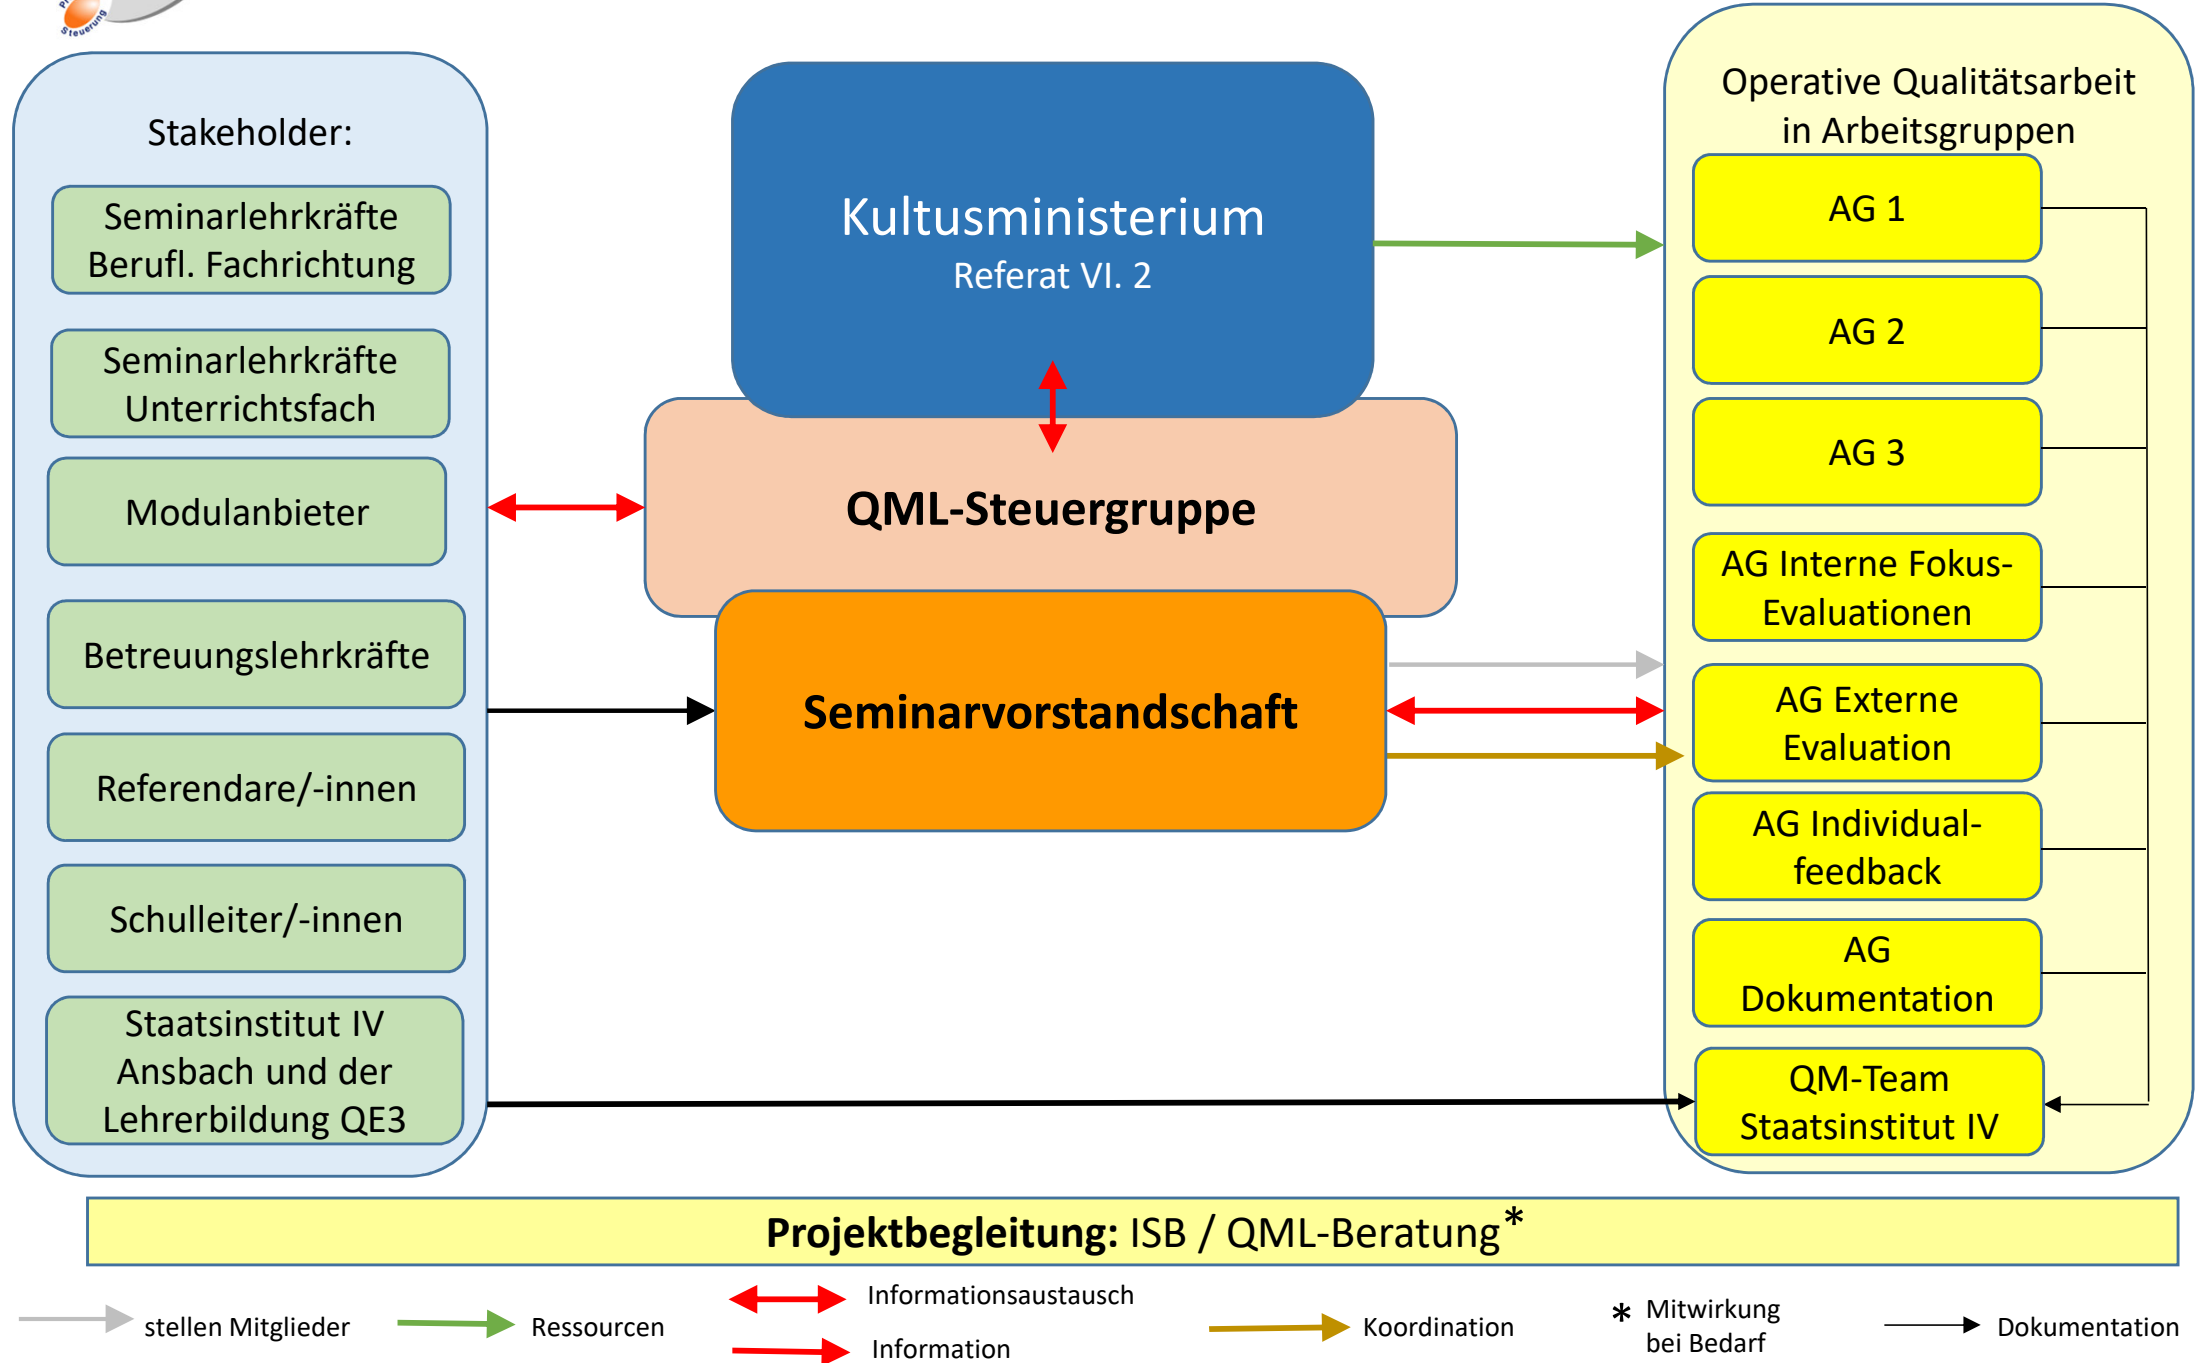 Steuerung
Stakeholder:
Seminarlehrkräfte
Berufl. Fachrichtung
Seminarlehrkräfte
Unterrichtsfach
Modulanbieter
Betreuungslehrkräfte
Referendare/-innen
Schulleiter/-innen
Staatsinstitut IV
Ansbach und der
Lehrerbildung QE3
Kultusministerium
Referat VI. 2
QML-Steuergruppe
Seminarvorstandschaft
Operative Qualitätsarbeit
in Arbeitsgruppen
AG 1
AG 2
AG 3
AG Interne Fokus-
Evaluationen
AG Externe
Evaluation
AG Individual-
feedback
AG
Dokumentation
QM-Team
Staatsinstitut IV
Projektbegleitung: ISB / QML-Beratung*
stellen Mitglieder
Ressourcen
Informationsaustausch
Information
Koordination
* Mitwirkung
bei Bedarf
Dokumentation